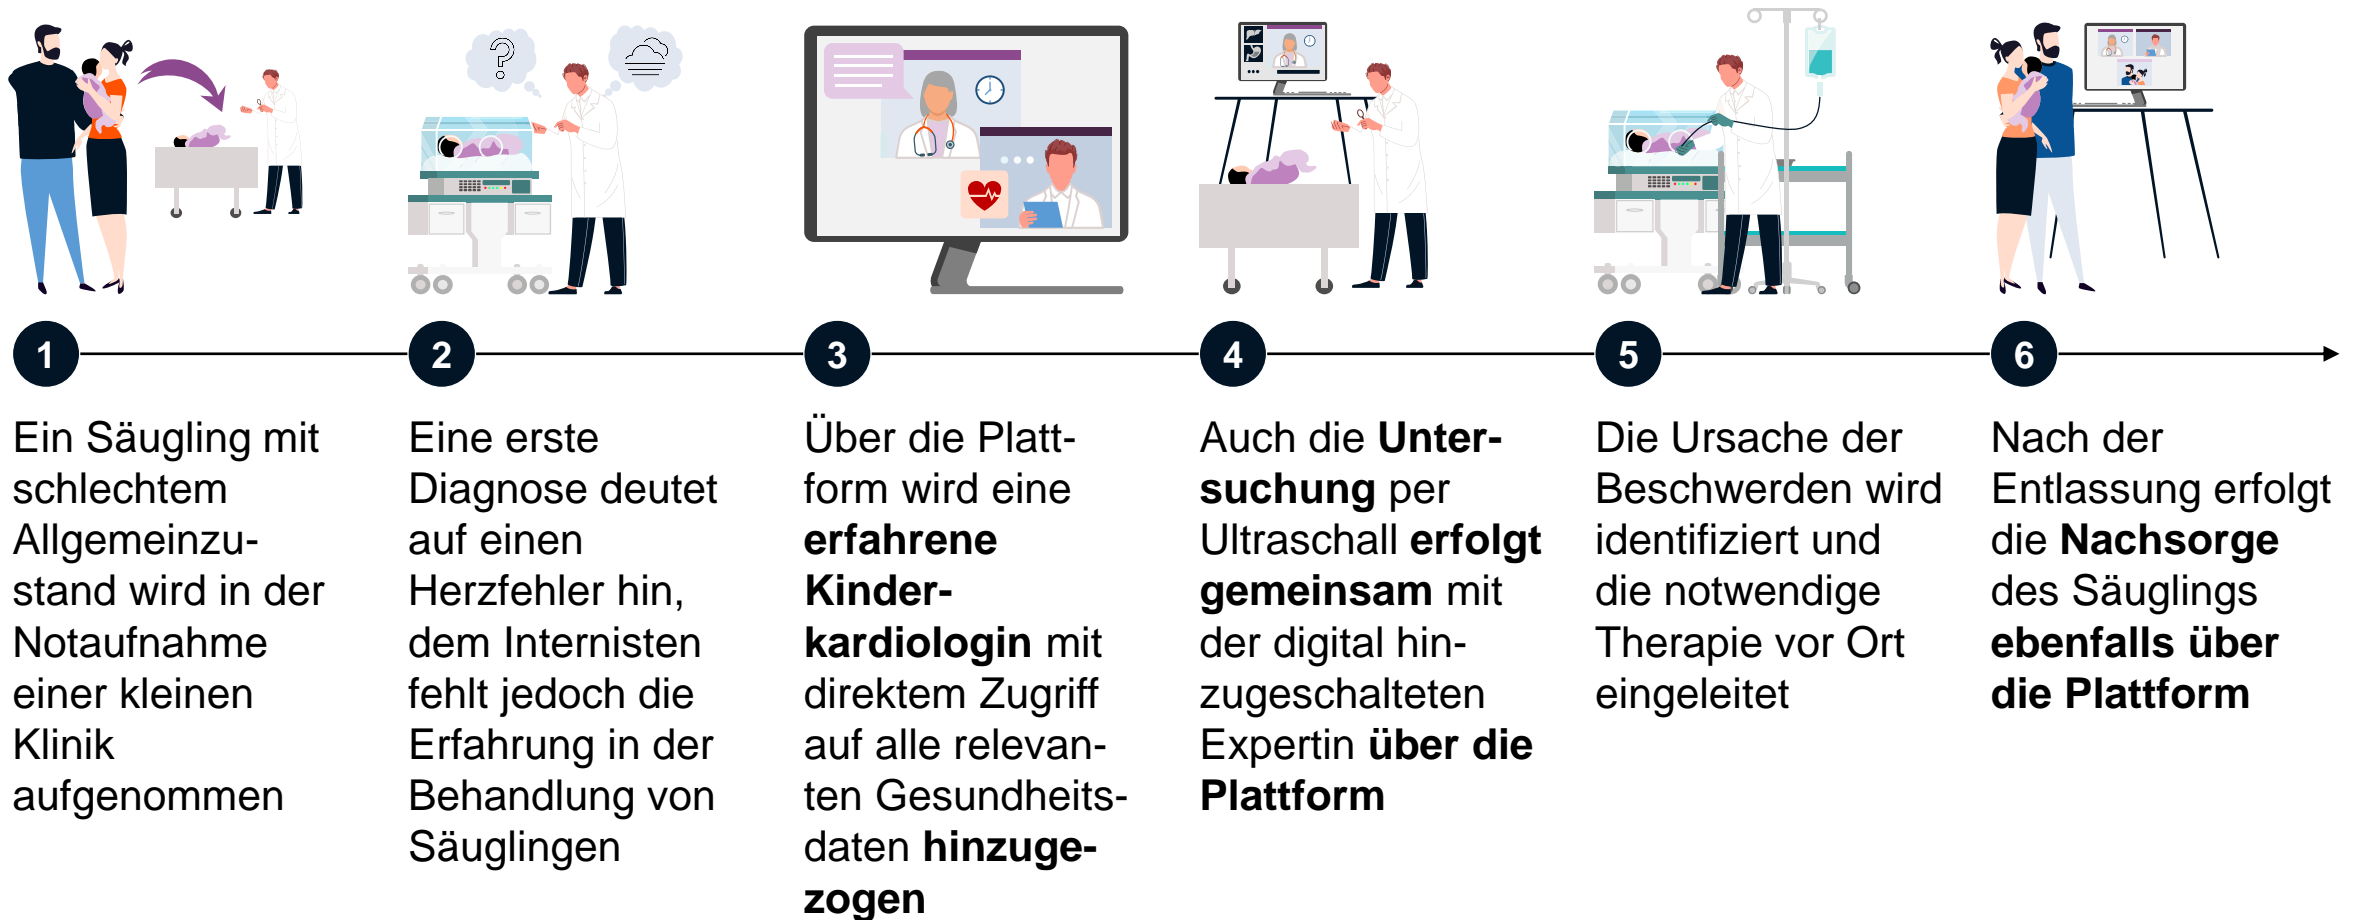 1
Ein Säugling mit
schlechtem
Allgemeinzu-
stand wird in der
Notaufnahme
einer kleinen
Klinik
aufgenommen
2
Eine erste
Diagnose deutet
auf einen
Herzfehler hin,
dem Internisten
fehlt jedoch die
Erfahrung in der
Behandlung von
Säuglingen
3
Über die Platt-
form wird eine
erfahrene
Kinder-
kardiologin mit
direktem Zugriff
auf alle relevan-
ten Gesundheits-
daten hinzuge-
zogen
4
Auch die Unter-
suchung per
Ultraschall erfolgt
gemeinsam mit
der digital hin-
zugeschalteten
Expertin über die
Plattform
5
Die Ursache der
Beschwerden wird
identifiziert und
die notwendige
Therapie vor Ort
eingeleitet
6
Nach der
Entlassung erfolgt
die Nachsorge
des Säuglings
ebenfalls über
die Plattform